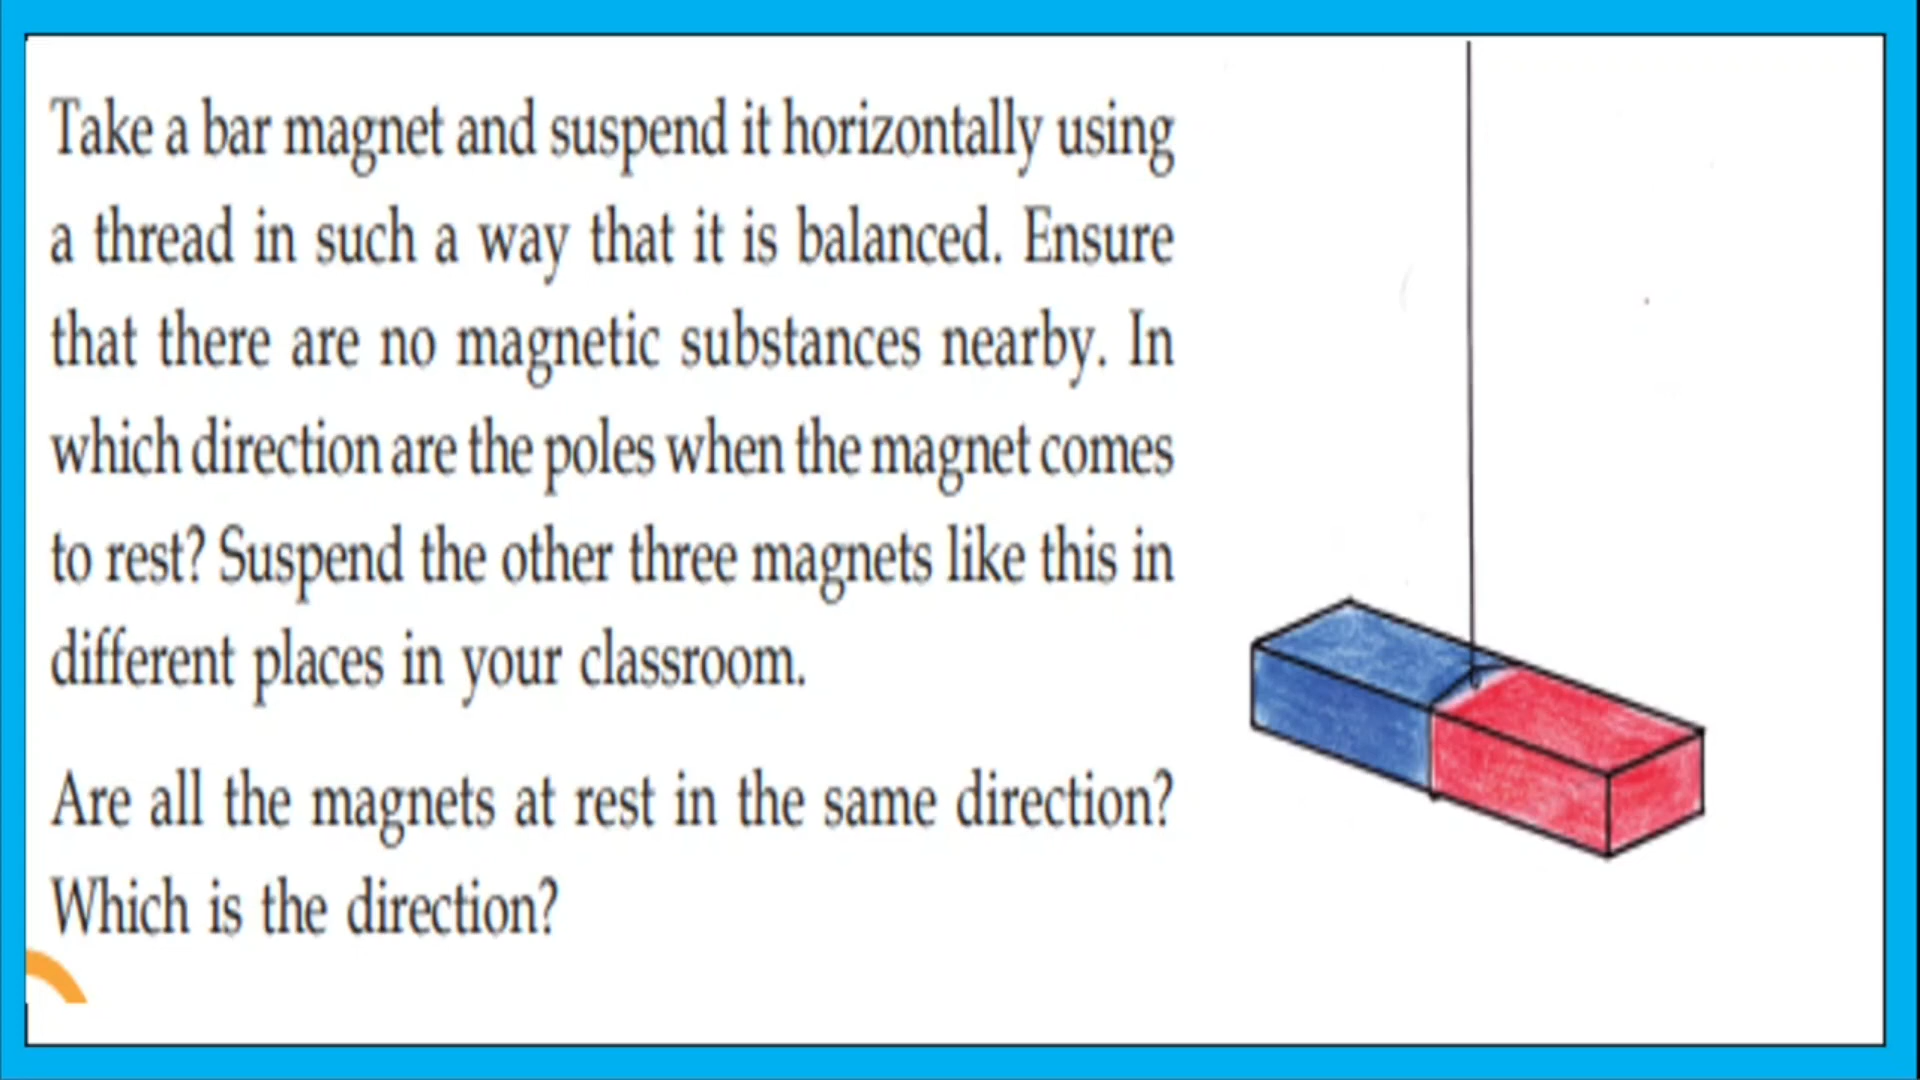 Take a bar magnet and suspend it horizontally using
a thread in such a way that it is balanced. Ensure
that there are no magnetic substances nearby. In
which direction are the poles when the magnet comes
to rest? Suspend the other three magnets like this in
different places in your classroom.
Are all the magnets at rest in the same direction?
Which is the direction?